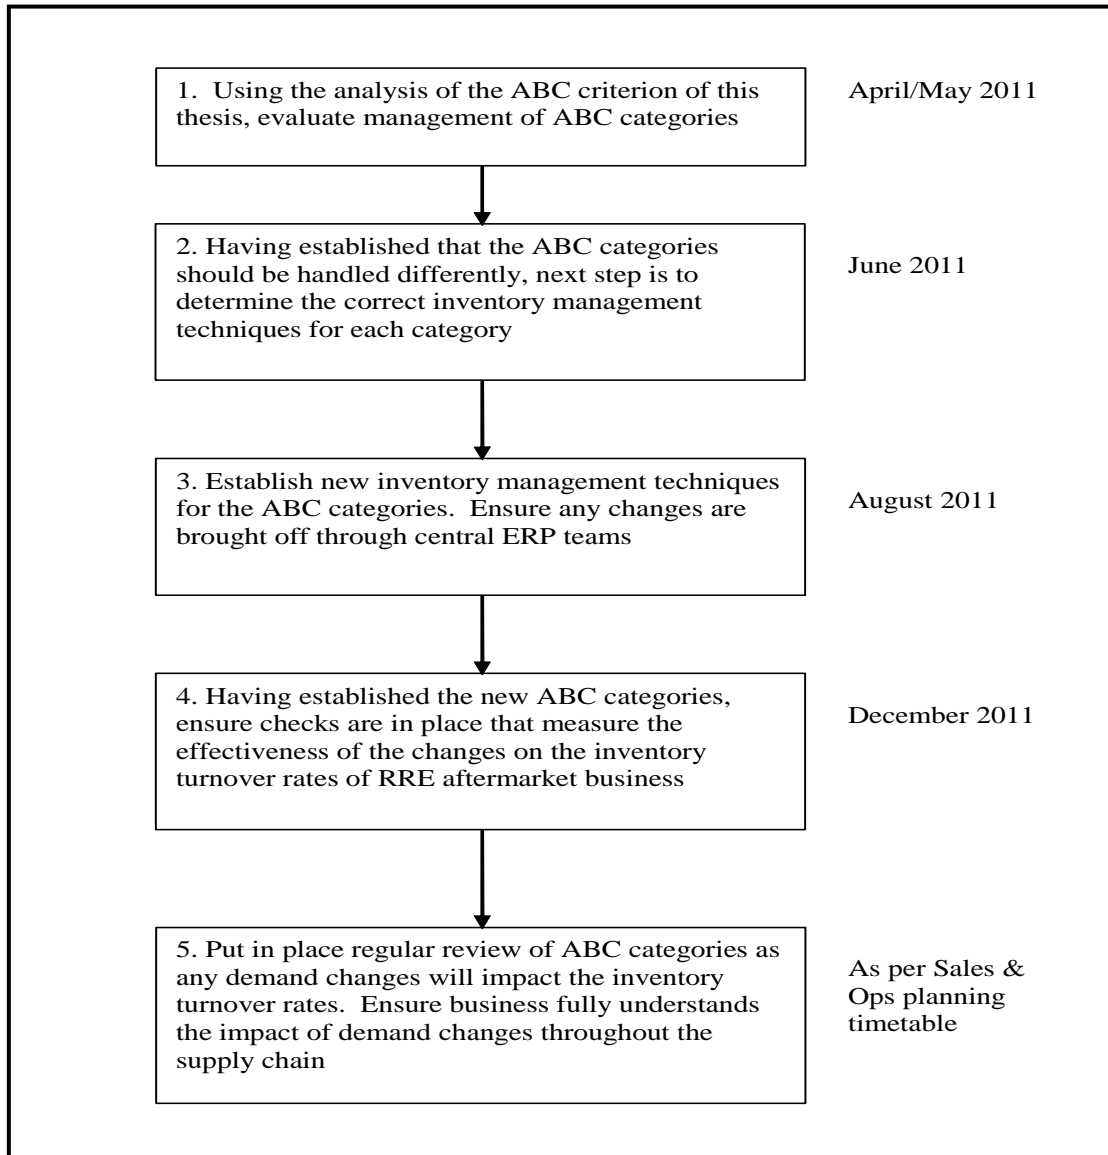 1.  Using the analysis of the ABC criterion of this
thesis, evaluate management of ABC categories
April/May 2011
2. Having established that the ABC categories
should be handled differently, next step is to
determine the correct inventory management
techniques for each category
June 2011
3. Establish new inventory management techniques
for the ABC categories.  Ensure any changes are
brought off through central ERP teams
August 2011
4. Having established the new ABC categories,
ensure checks are in place that measure the
effectiveness of the changes on the inventory
turnover rates of RRE aftermarket business
December 2011
5. Put in place regular review of ABC categories as
any demand changes will impact the inventory
turnover rates.  Ensure business fully understands
the impact of demand changes throughout the
supply chain
As per Sales &
Ops planning
timetable